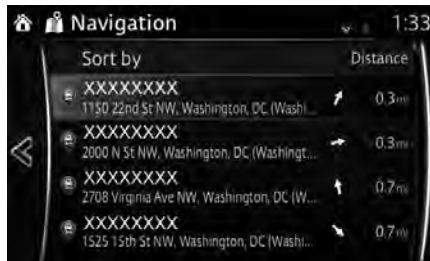 Navigation 1:33
Sort by Distance
XXXXXXXX
1150 22nd St NW, Washington, DC (Washi...
0.3mi
XXXXXXXX
2000 N St NW, Washington, DC (Washingt...
0.3mi
XXXXXXXX
2708 Virginia Ave NW, Washington, DC (W...
0.7mi
XXXXXXXX
1525 15th St NW, Washington, DC (Washi...
0.7mi